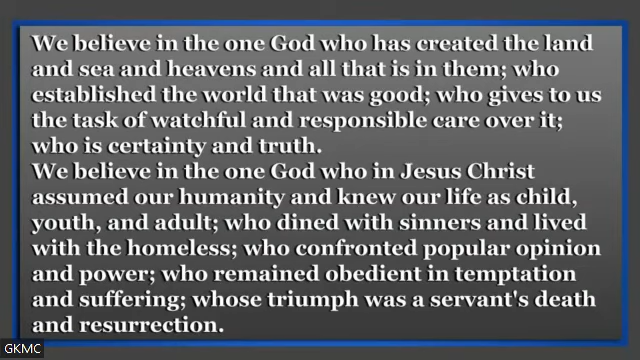 We believe in the one God who has created the land
and sea and heavens and all that is in them; who
established the world that was good; who gives to us
the task of watchful and responsible care over it;
who is certainty and truth.
We believe in the one God who in Jesus Christ
assumed our humanity and knew our life as child,
youth, and adult; who dined with sinners and lived
with the homeless; who confronted popular opinion
and power; who remained obedient in temptation
and suffering; whose triumph was a servant's death
and resurrection.
GKMC